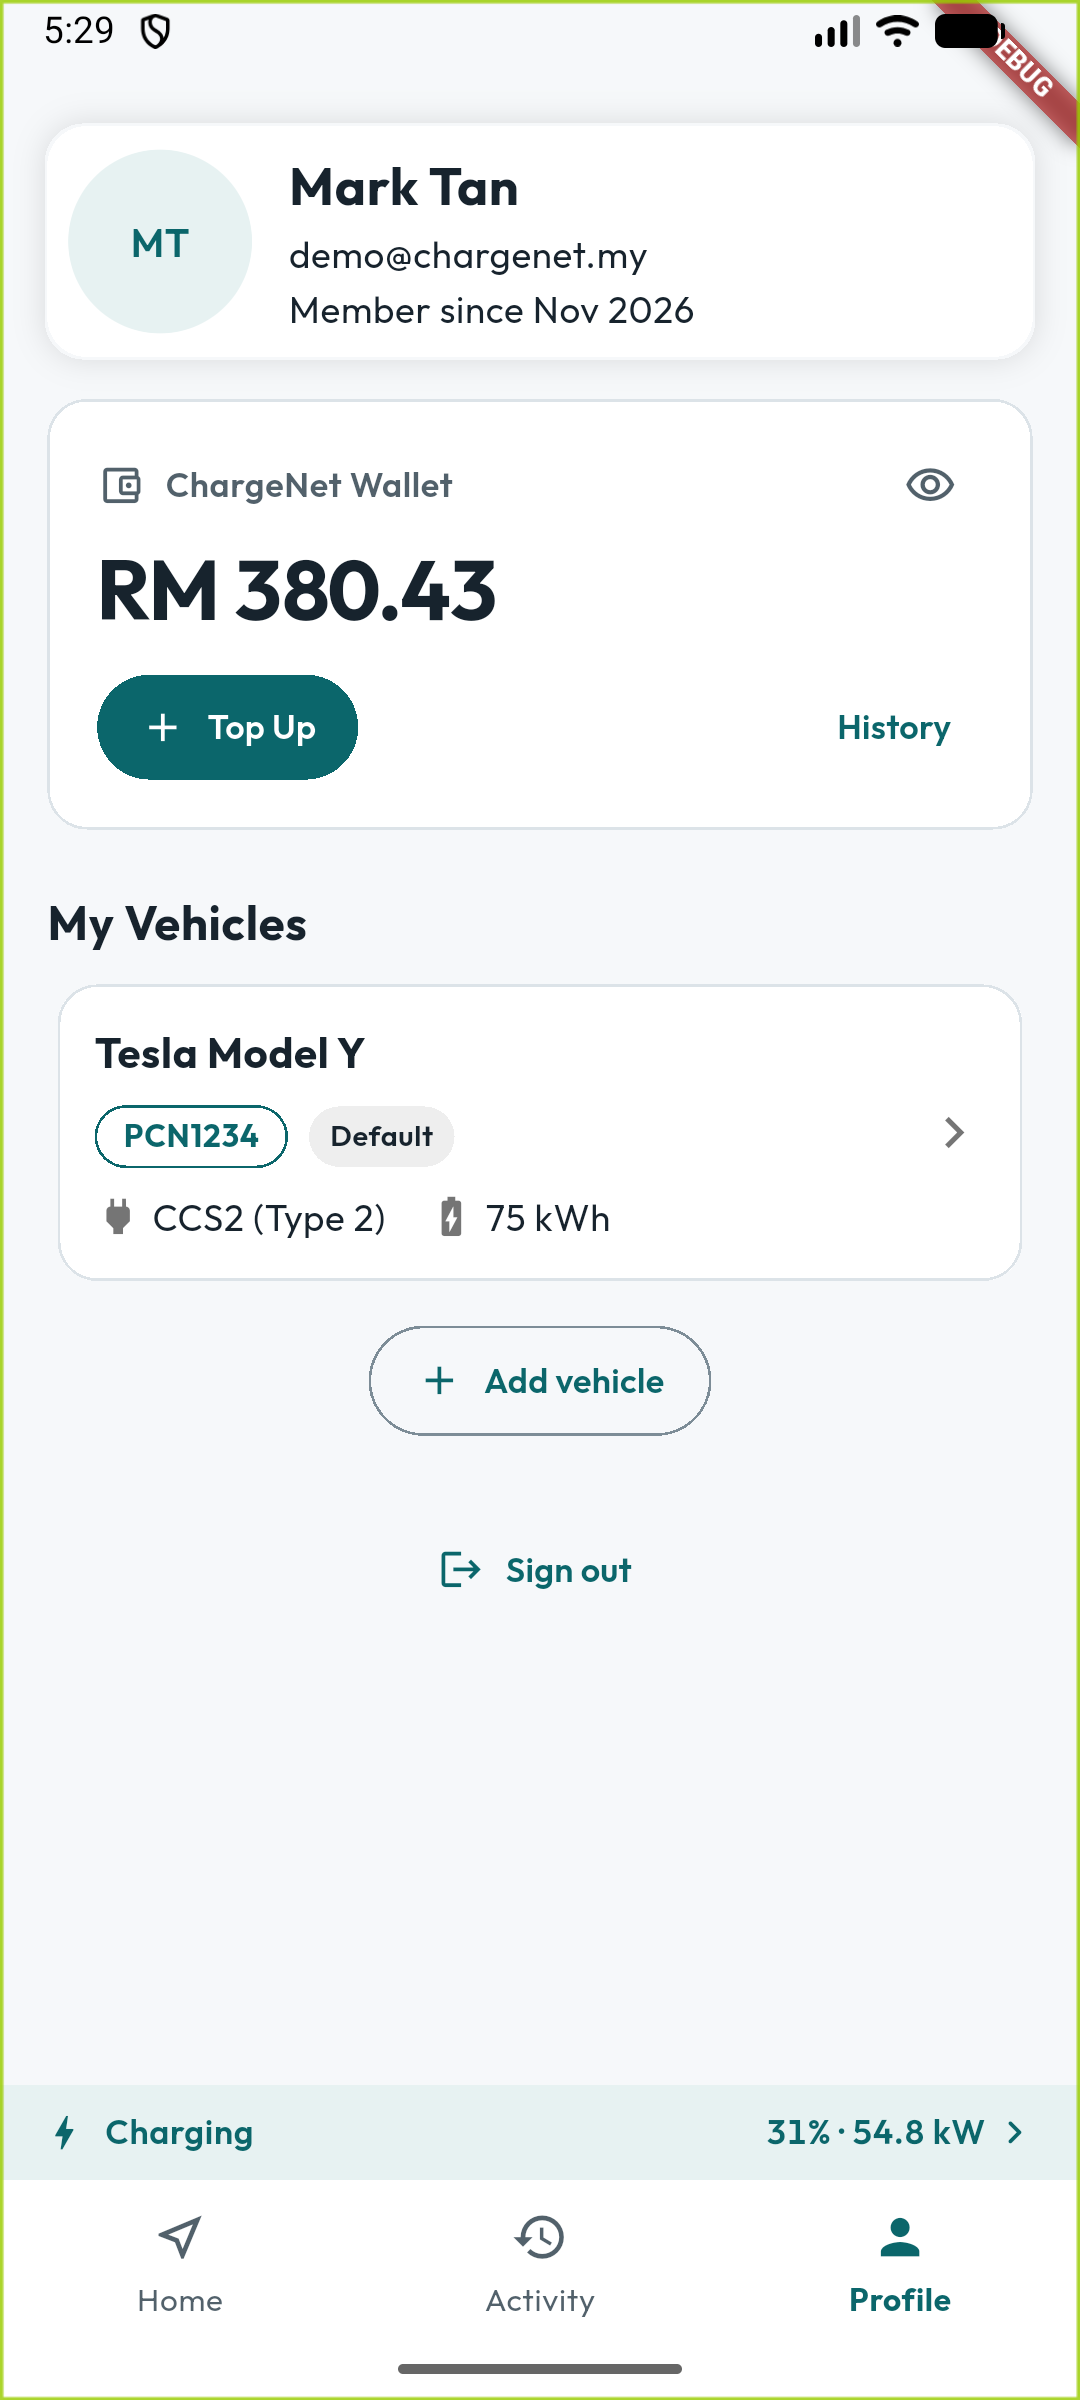 5:29
EBUG
MT
Mark Tan
demo@chargenet.my
Member since Nov 2026
ChargeNet Wallet
RM 380.43
Top Up
History
My Vehicles
Tesla Model Y
PCN1234
Default
CCS2 (Type 2)
75 kWh
Add vehicle
Sign out
Charging
31% · 54.8 kW
Home
Activity
Profile